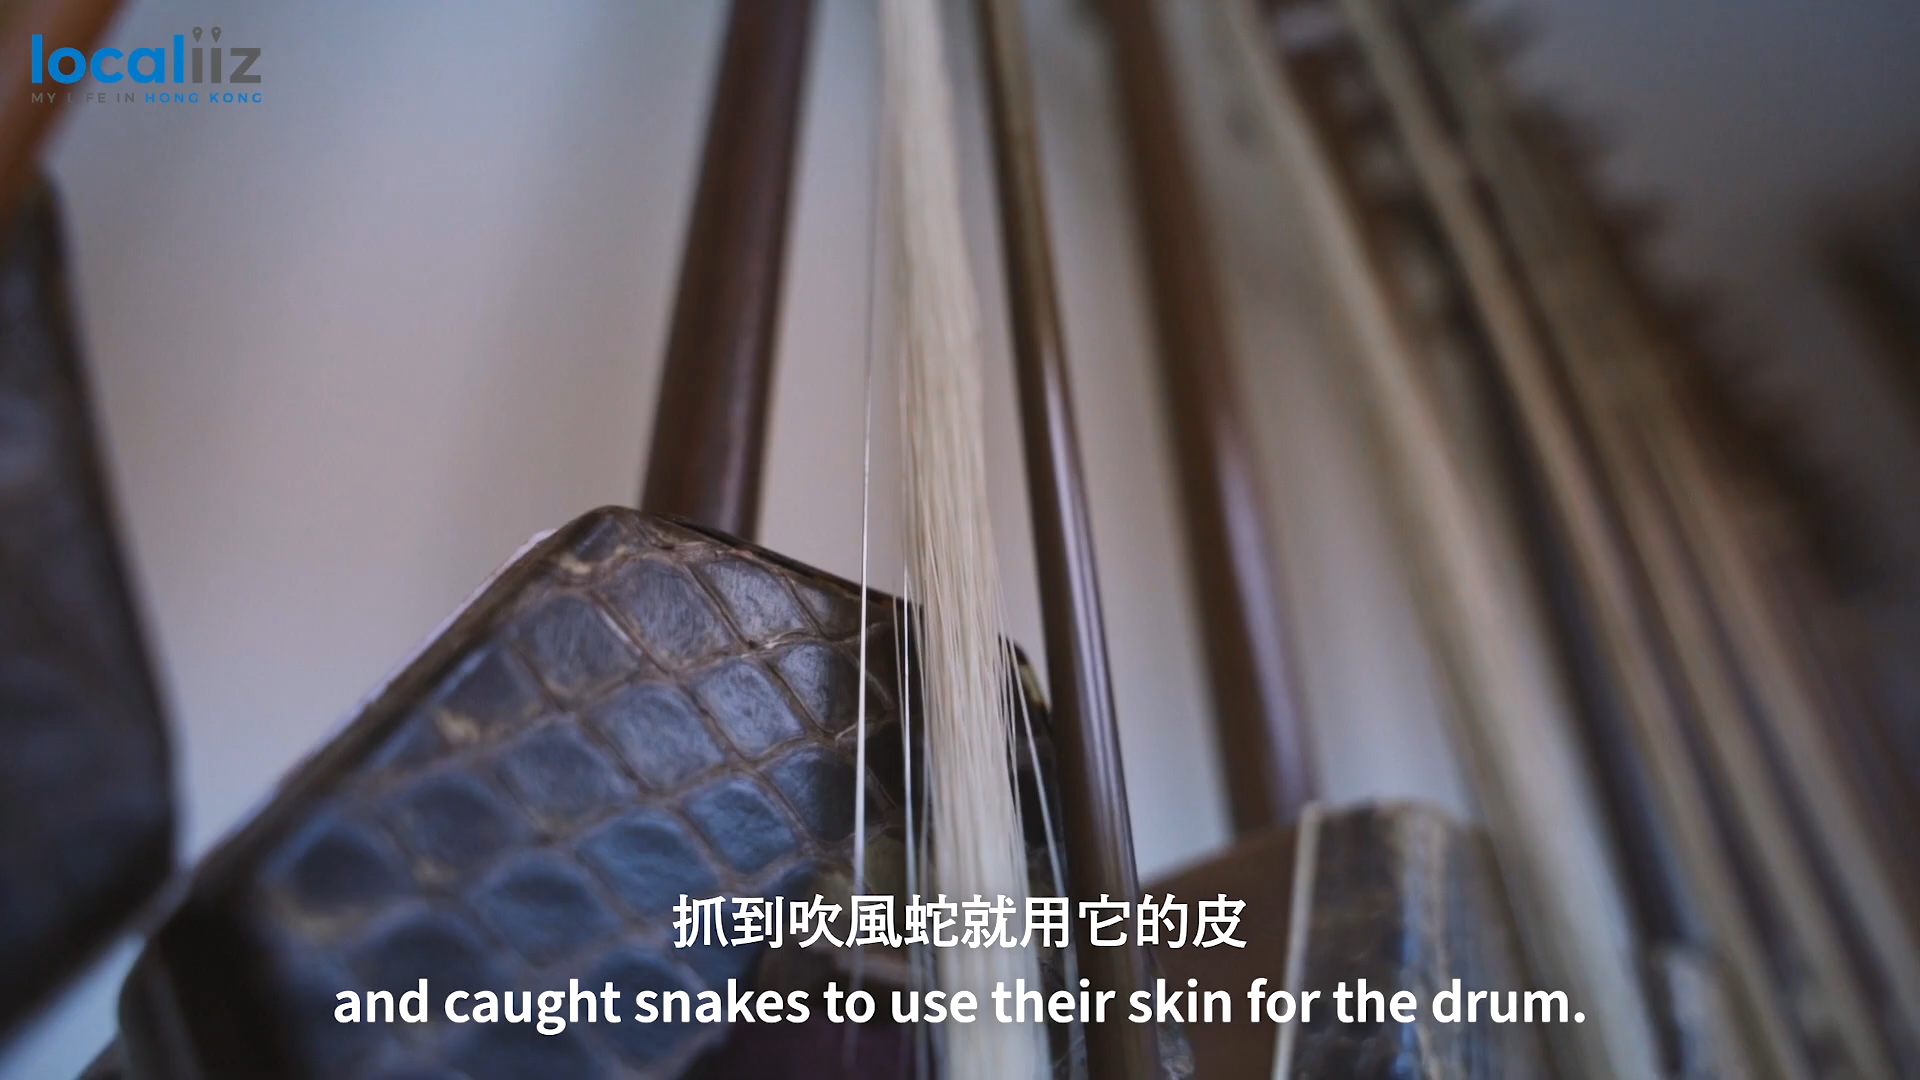 localiiz
MY LIFE IN HONG KONG
抓到吹風蛇就用它的皮
and caught snakes to use their skin for the drum.